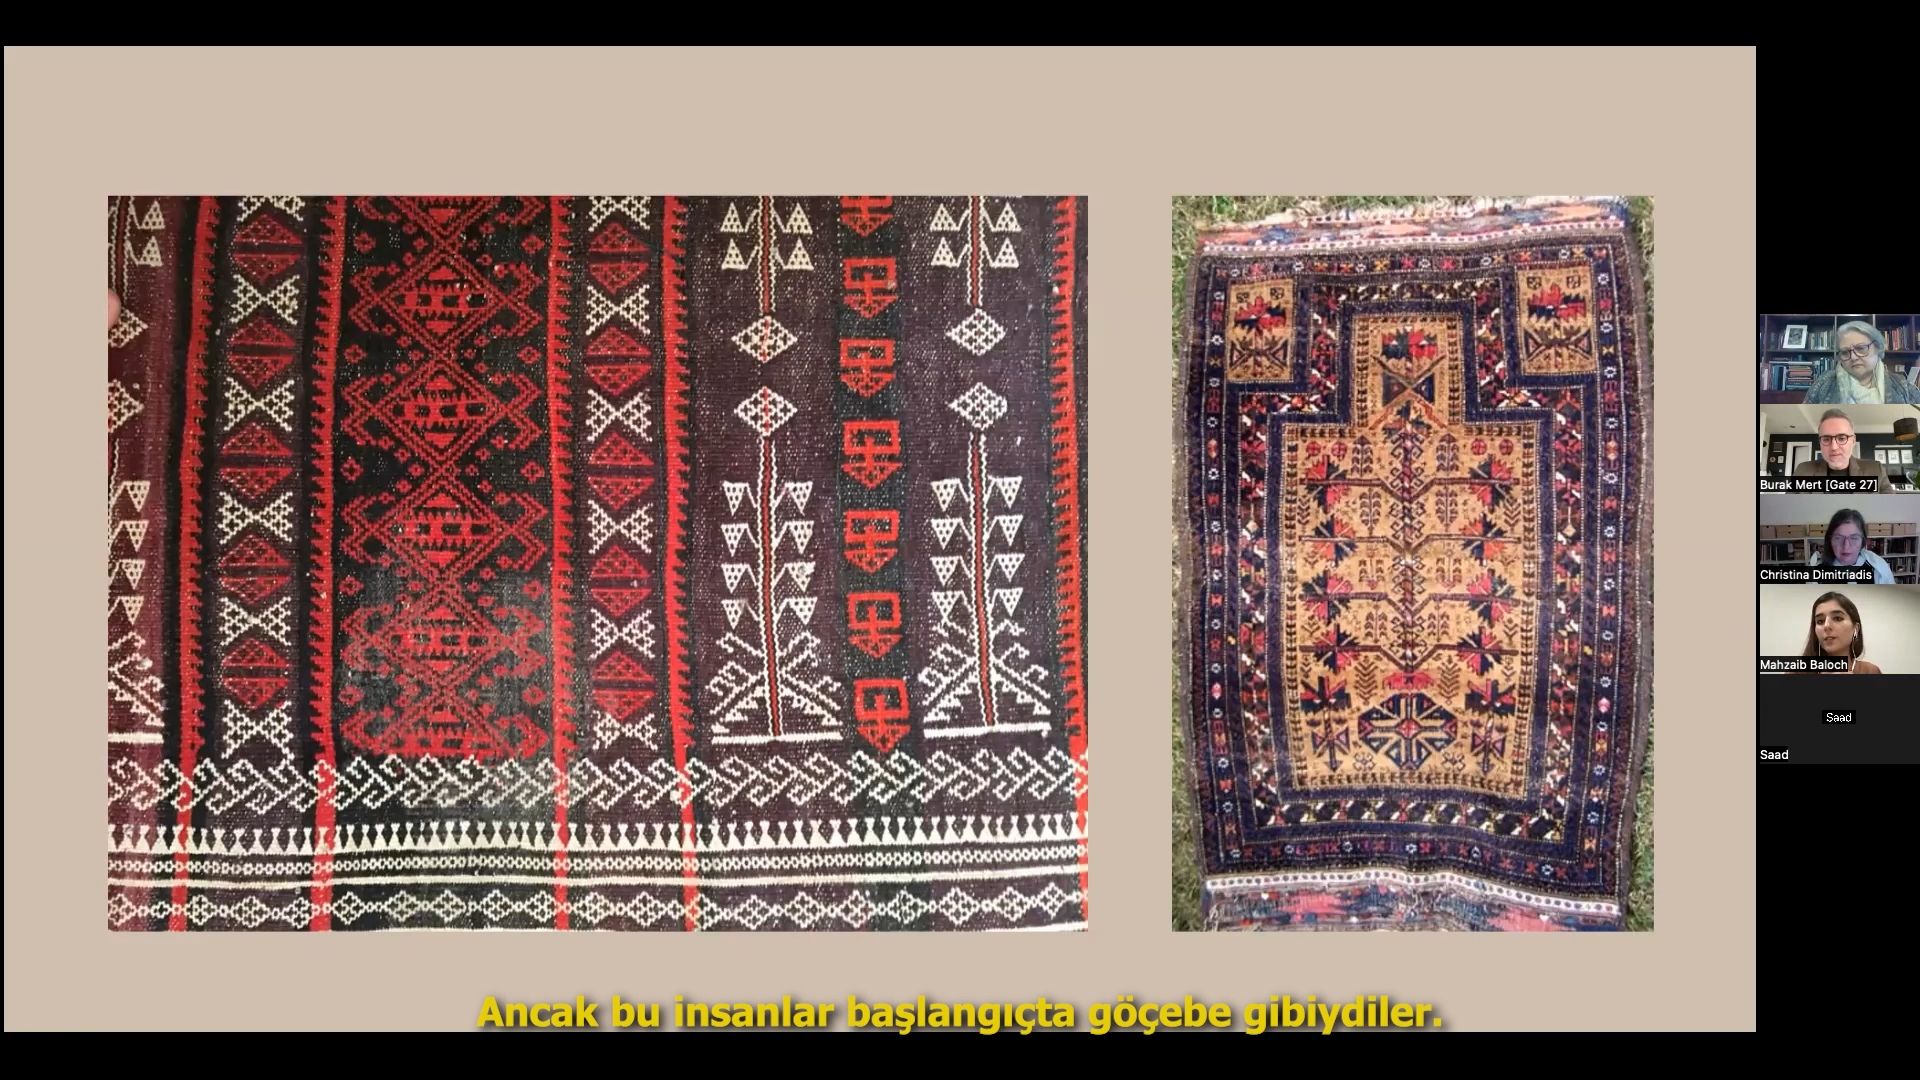 Burak Mert [Gate 27]
Christina Dimitriadis
Mahzaib Baloch
Saad
Saad
Ancak bu insanlar başlangıçta göçebe gibiydiler.